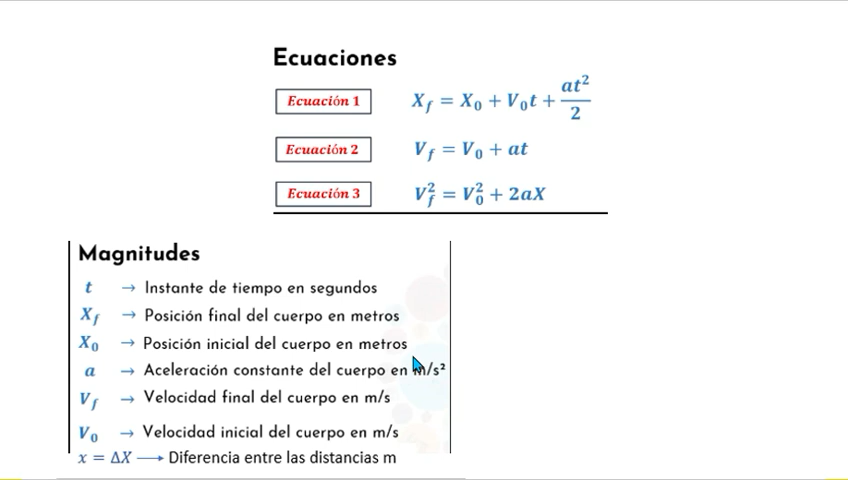 Ecuaciones
Ecuación 1 X_f = X_0 + V_0t + at²/2
Ecuación 2 V_f = V_0 + at
Ecuación 3 V_f² = V_0² + 2aX
Magnitudes
t → Instante de tiempo en segundos
X_f → Posición final del cuerpo en metros
X_0 → Posición inicial del cuerpo en metros
a → Aceleración constante del cuerpo en m/s²
V_f → Velocidad final del cuerpo en m/s
V_0 → Velocidad inicial del cuerpo en m/s
x = ΔX → Diferencia entre las distancias m